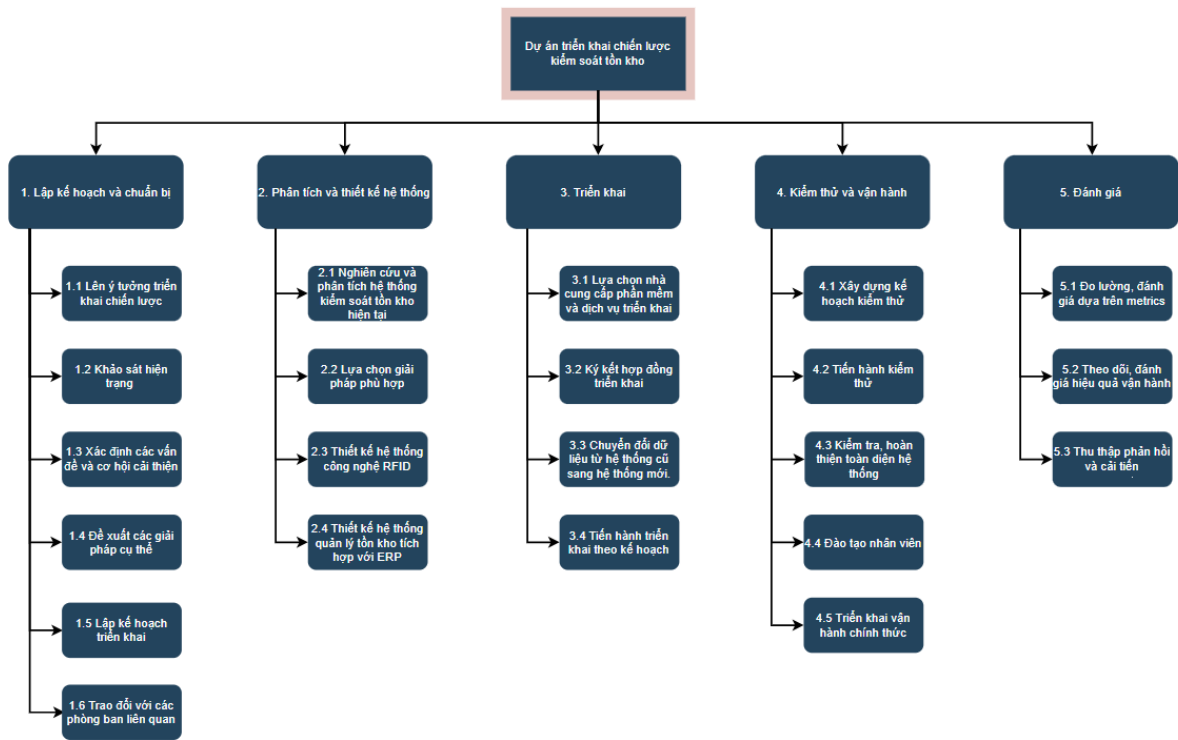 Dự án triển khai chiến lược
kiểm soát tồn kho
1. Lập kế hoạch và chuẩn bị
2. Phân tích và thiết kế hệ thống
3. Triển khai
4. Kiểm thử và vận hành
5. Đánh giá
1.1 Lên ý tưởng triển
khai chiến lược
1.2 Khảo sát hiện
trạng
1.3 Xác định các vấn
đề và cơ hội cải thiện
1.4 Đề xuất các giải
pháp cụ thể
1.5 Lập kế hoạch
triển khai
1.6 Trao đổi với các
phòng ban liên quan
2.1 Nghiên cứu và
phân tích hệ thống
kiểm soát tồn kho
hiện tại
2.2 Lựa chọn giải
pháp phù hợp
2.3 Thiết kế hệ thống
công nghệ RFID
2.4 Thiết kế hệ thống
quản lý tồn kho tích
hợp với ERP
3.1 Lựa chọn nhà
cung cấp phần mềm
và dịch vụ triển khai
3.2 Ký kết hợp đồng
triển khai
3.3 Chuyển đổi dữ
liệu từ hệ thống cũ
sang hệ thống mới.
3.4 Tiến hành triển
khai theo kế hoạch
4.1 Xây dựng kế
hoạch kiểm thử
4.2 Tiến hành kiểm
thử
4.3 Kiểm tra, hoàn
thiện toàn diện hệ
thống
4.4 Đào tạo nhân viên
4.5 Triển khai vận
hành chính thức
5.1 Đo lường, đánh
giá dựa trên metrics
5.2 Theo dõi, đánh
giá hiệu quả vận hành
5.3 Thu thập phản hồi
và cải tiến